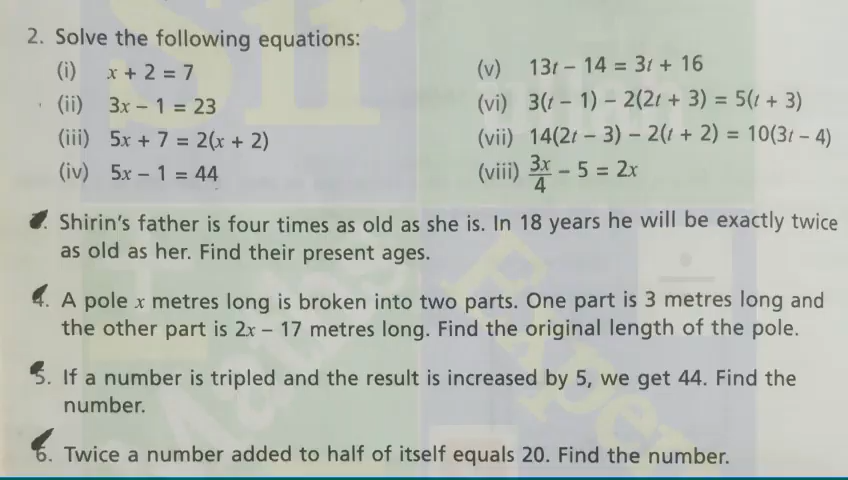 2. Solve the following equations:
(i) x + 2 = 7
(ii) 3x − 1 = 23
(iii) 5x + 7 = 2(x + 2)
(iv) 5x − 1 = 44
(v) 13t − 14 = 3t + 16
(vi) 3(t − 1) − 2(2t + 3) = 5(t + 3)
(vii) 14(2t − 3) − 2(t + 2) = 10(3t − 4)
(viii) 3x/4 − 5 = 2x
Shirin's father is four times as old as she is. In 18 years he will be exactly twice
as old as her. Find their present ages.
4. A pole x metres long is broken into two parts. One part is 3 metres long and
the other part is 2x − 17 metres long. Find the original length of the pole.
5. If a number is tripled and the result is increased by 5, we get 44. Find the
number.
6. Twice a number added to half of itself equals 20. Find the number.
Sir
Maths
Expert